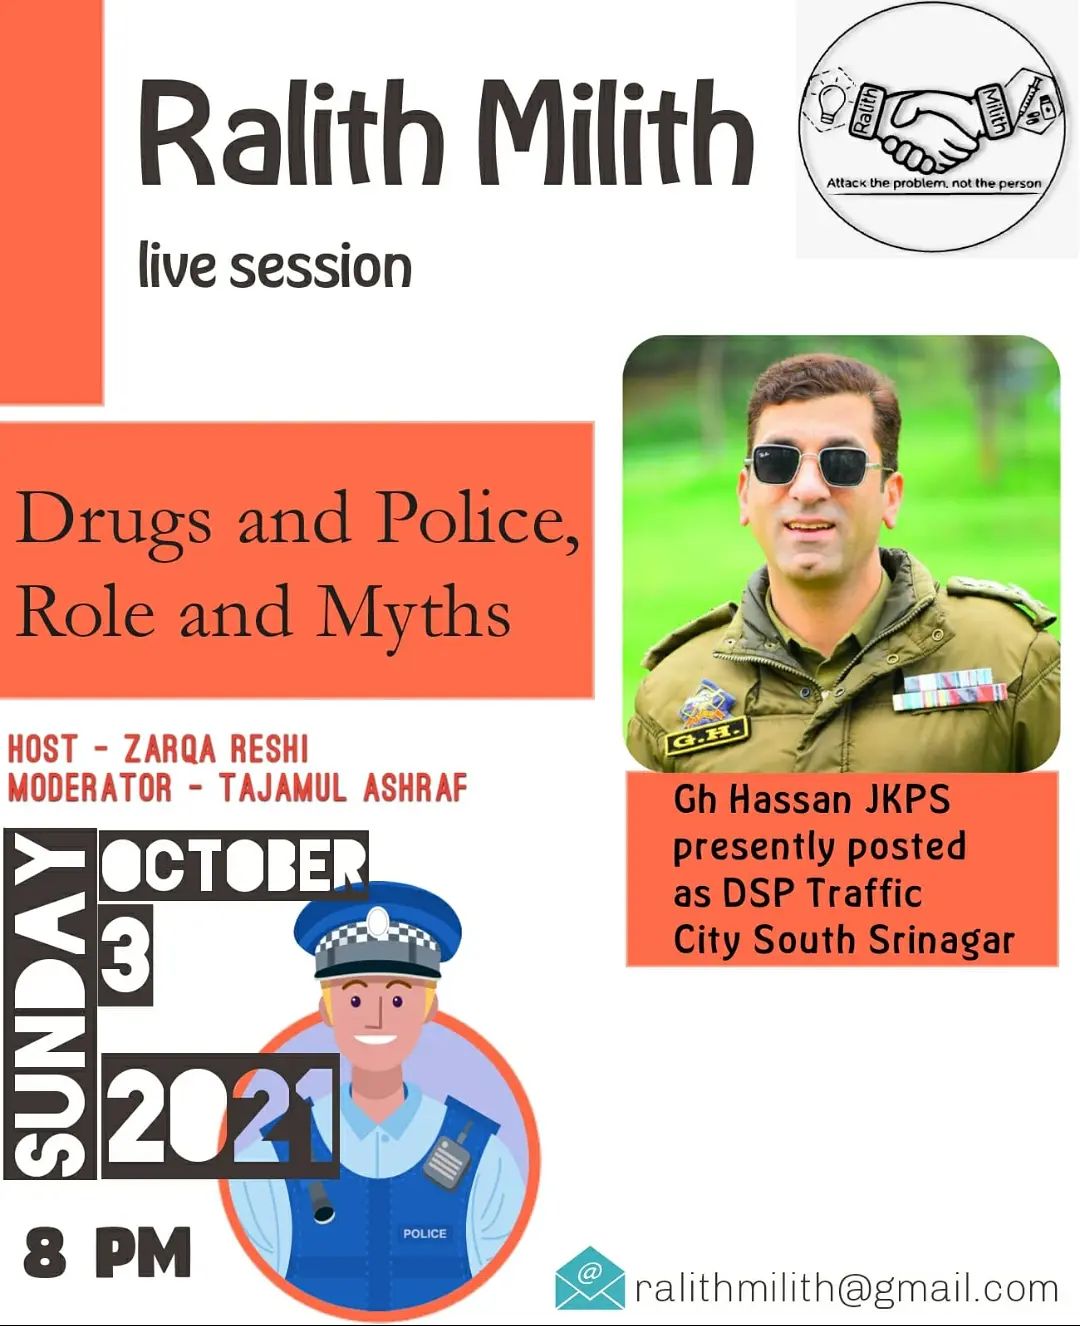 Ralith Milith
live session
Ralith
Milith
Attack the problem, not the person
Drugs and Police,
Role and Myths
Ray-Ban
G.H.
HOST - ZARQA RESHI
MODERATOR - TAJAMUL ASHRAF
Gh Hassan JKPS
presently posted
as DSP Traffic
City South Srinagar
SUNDAY
OCTOBER
3
2021
8 PM
POLICE
@
ralithmilith@gmail.com